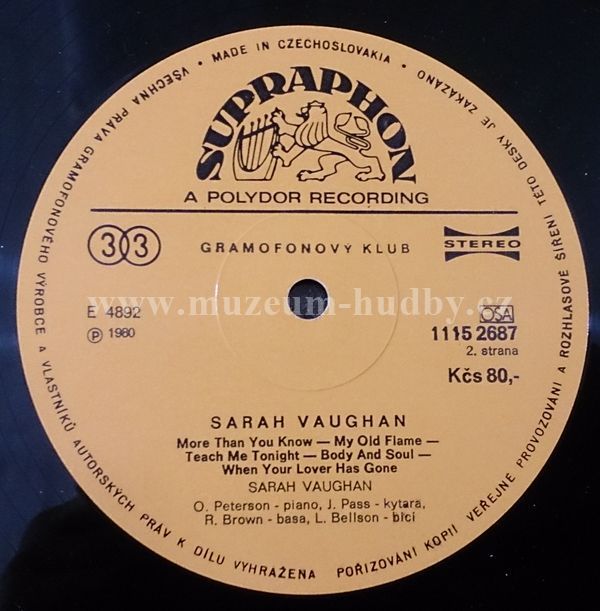 VŠECHNA PRÁVA GRAMOFONOVÉHO VÝROBCE A VLASTNÍKŮ AUTORSKÝCH PRÁV K DÍLU VYHRAŽENA
POŘIZOVÁNÍ KOPIÍ VEŘEJNÉ PROVOZOVÁNÍ A ROZHLASOVÉ ŠÍŘENÍ TÉTO DESKY JE ZAKÁZÁNO
• MADE IN CZECHOSLOVAKIA •
SUPRAPHON
A POLYDOR RECORDING
33
GRAMOFONOVÝ KLUB
STEREO
www.muzeum-hudby.cz
E 4892
OSA
℗ 1980
1115 2687
2. strana
Kčs 80,-
SARAH VAUGHAN
More Than You Know — My Old Flame —
Teach Me Tonight — Body And Soul —
When Your Lover Has Gone
SARAH VAUGHAN
O. Peterson - piano, J. Pass - kytara,
R. Brown - basa, L. Bellson - bicí